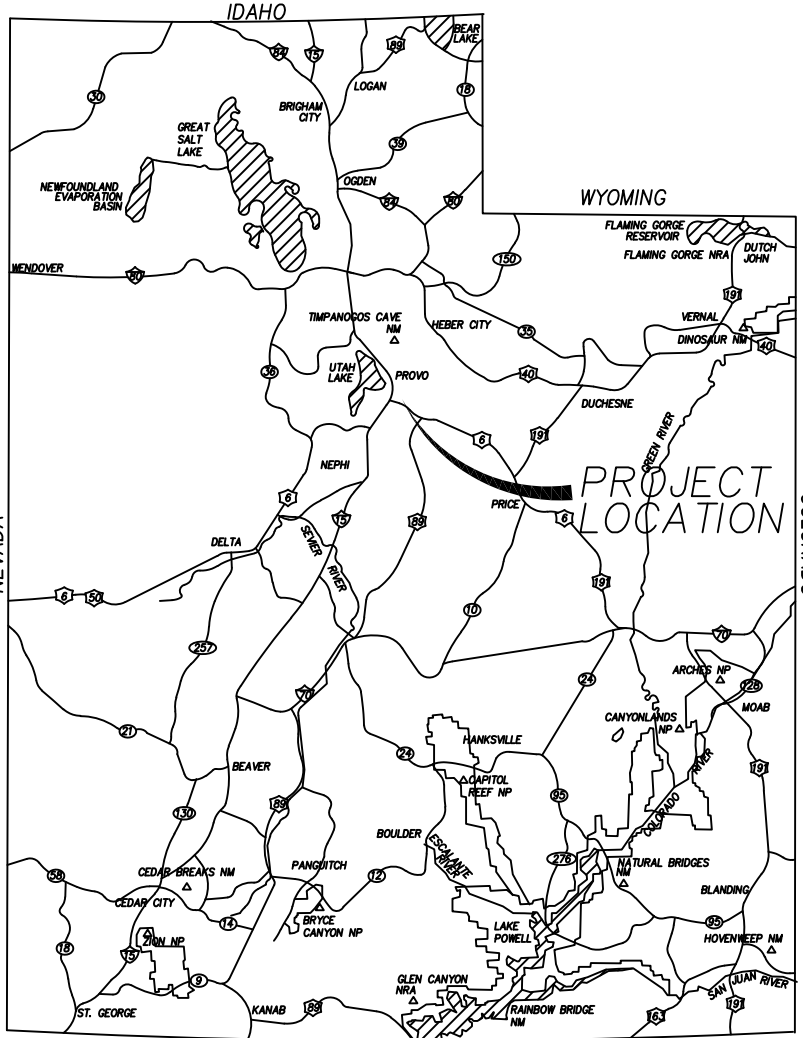 IDAHO
BEAR
LAKE
84
15
89
LOGAN
30
18
BRIGHAM
CITY
GREAT
SALT
LAKE
39
NEWFOUNDLAND
EVAPORATION
BASIN
OGDEN
84
80
WYOMING
FLAMING GORGE
RESERVOIR
FLAMING GORGE NRA
DUTCH
JOHN
150
WENDOVER
80
191
TIMPANOGOS CAVE
NM
HEBER CITY
35
VERNAL
DINOSAUR NM
40
36
UTAH
LAKE
PROVO
40
DUCHESNE
6
191
GREEN RIVER
NEPHI
PROJECT
LOCATION
6
15
89
PRICE
6
SEVIER
RIVER
DELTA
NEVADA
6
50
191
10
257
70
24
ARCHES NP
128
70
MOAB
CANYONLANDS
NP
21
HANKSVILLE
24
BEAVER
CAPITOL
REEF NP
95
RIVER
COLORADO
191
130
89
BOULDER
ESCALANTE
RIVER
276
NATURAL BRIDGES
NM
58
CEDAR BREAKS NM
PANGUITCH
12
BLANDING
CEDAR CITY
14
BRYCE
CANYON NP
LAKE
POWELL
95
HOVENWEEP NM
18
15
ZION NP
9
GLEN CANYON
NRA
SAN JUAN RIVER
ST. GEORGE
KANAB
89
RAINBOW BRIDGE
NM
163
191